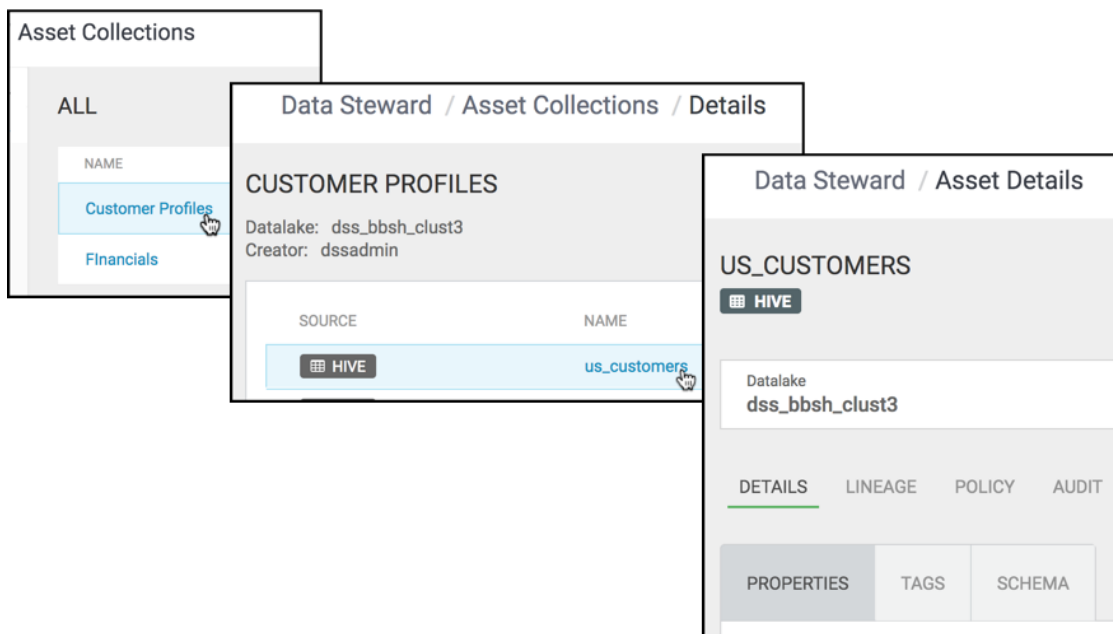 Asset Collections
ALL
NAME
Customer Profiles
FInancials
Data Steward / Asset Collections / Details
CUSTOMER PROFILES
Datalake: dss_bbsh_clust3
Creator: dssadmin
SOURCE NAME
HIVE us_customers
Data Steward / Asset Details
US_CUSTOMERS
HIVE
Datalake
dss_bbsh_clust3
DETAILS LINEAGE POLICY AUDIT
PROPERTIES TAGS SCHEMA